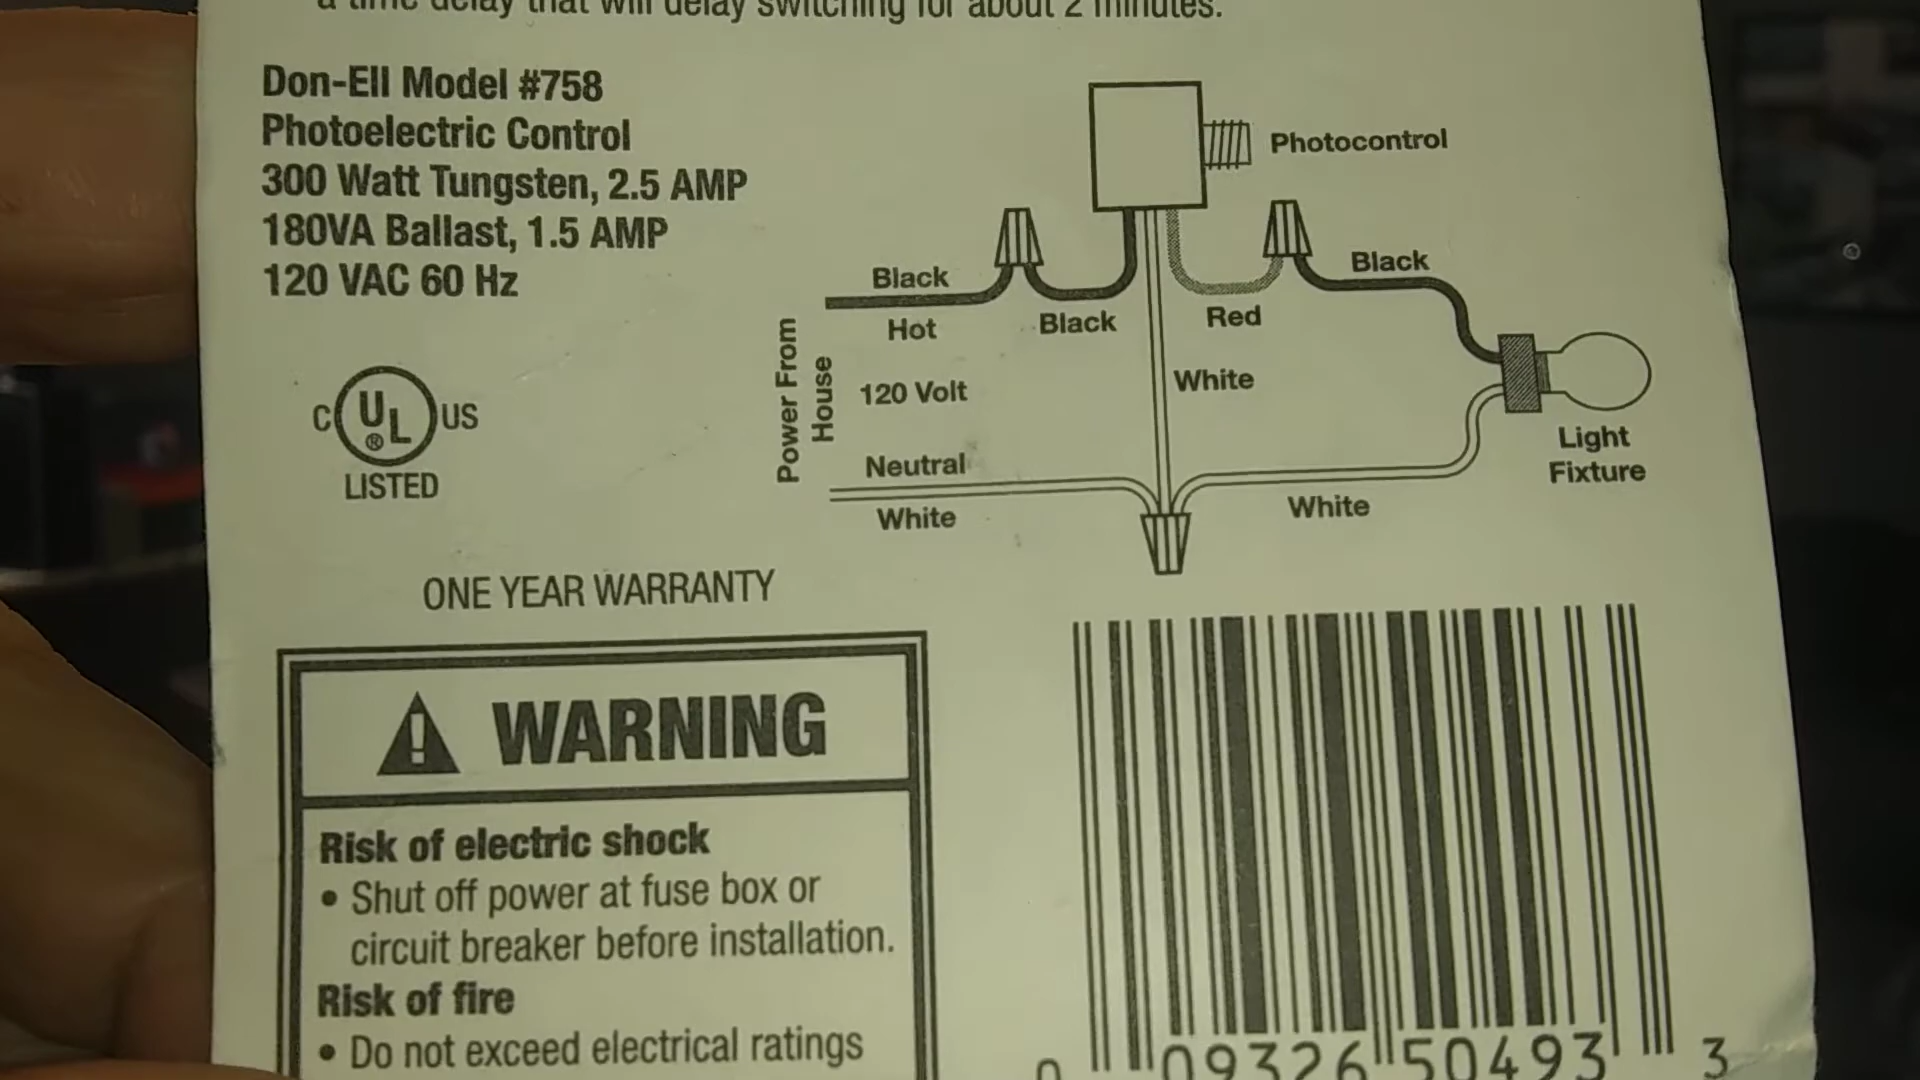 a time delay that will delay switching for about 2 minutes.
Don-Ell Model #758
Photoelectric Control
300 Watt Tungsten, 2.5 AMP
180VA Ballast, 1.5 AMP
120 VAC 60 Hz
C UL® US
LISTED
Photocontrol
Black
Hot
Black
Red
Black
Power From
House
120 Volt
White
Neutral
White
White
Light
Fixture
ONE YEAR WARRANTY
WARNING
Risk of electric shock
• Shut off power at fuse box or
circuit breaker before installation.
Risk of fire
• Do not exceed electrical ratings
0 09326 50493 3